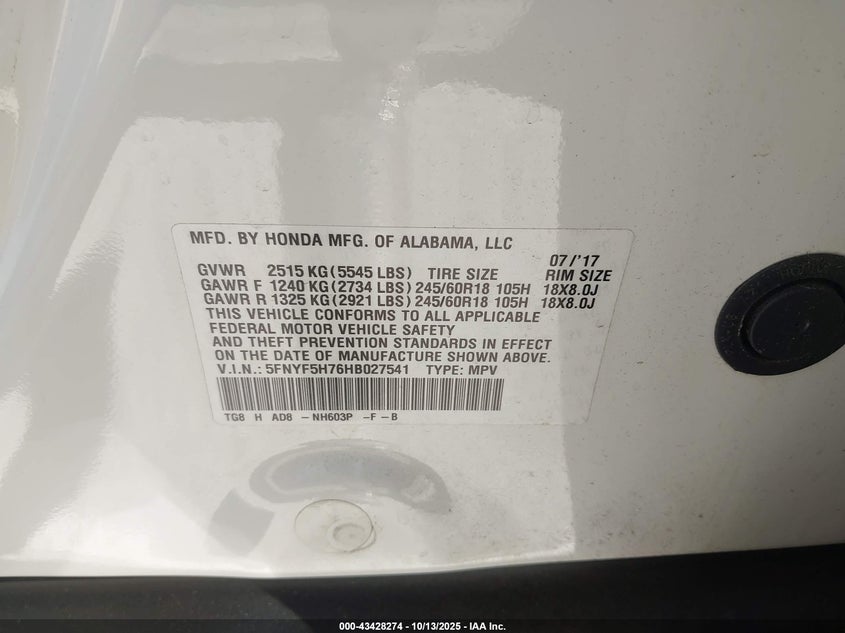 MFD. BY HONDA MFG. OF ALABAMA, LLC
07/'17
GVWR 2515 KG (5545 LBS) TIRE SIZE RIM SIZE
GAWR F 1240 KG (2734 LBS) 245/60R18 105H 18X8.0J
GAWR R 1325 KG (2921 LBS) 245/60R18 105H 18X8.0J
THIS VEHICLE CONFORMS TO ALL APPLICABLE
FEDERAL MOTOR VEHICLE SAFETY
AND THEFT PREVENTION STANDARDS IN EFFECT
ON THE DATE OF MANUFACTURE SHOWN ABOVE.
V.I.N.: 5FNYF5H76HB027541 TYPE: MPV
TG8 H AD8 - NH603P -F -B
000-43428274 | 10/13/2025 - IAA Inc.